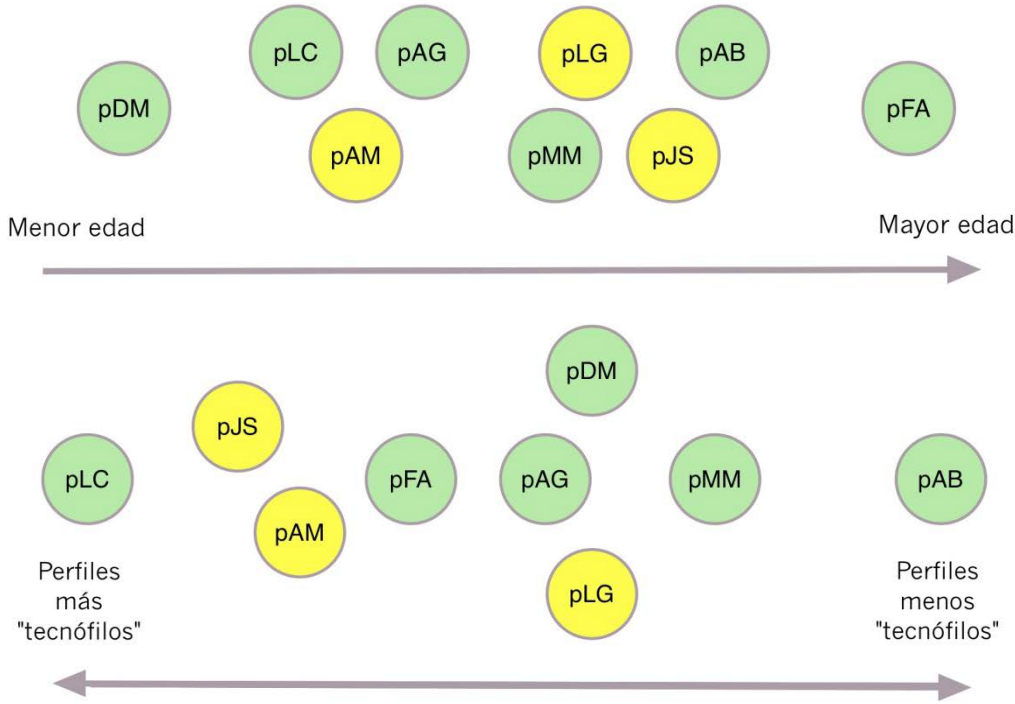 pLC
pAG
pLG
pAB
pDM
pFA
pAM
pMM
pJS
Menor edad
Mayor edad
pDM
pJS
pLC
pFA
pAG
pMM
pAB
pAM
pLG
Perfiles
más
"tecnófilos"
Perfiles
menos
"tecnófilos"